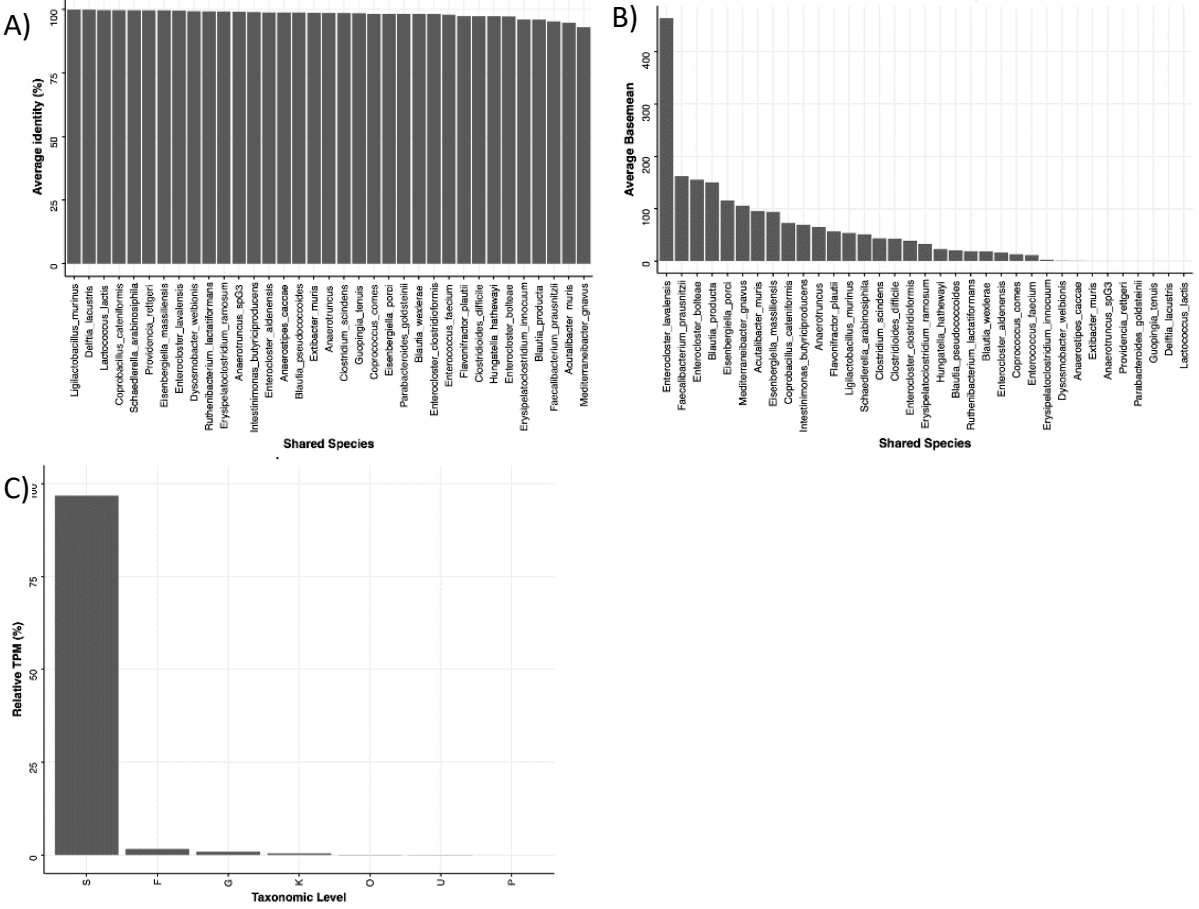 A)
Average identity (%)
100
75
50
25
0
Ligilactobacillus_murinus
Delftia_lacustris
Lactococcus_lactis
Coprobacillus_cateniformis
Schaedlerella_arabinosiphila
Providencia_rettgeri
Eisenbergiella_massiliensis
Enterocloster_lavalensis
Dysosmobacter_welbionis
Ruthenibacterium_lactatiformans
Erysipelatoclostridium_ramosum
Anaerotruncus_spG3
Intestinimonas_butyriciproducens
Enterocloster_aldenensis
Anaerostipes_caccae
Blautia_pseudococcoides
Extibacter_muris
Anaerotruncus
Clostridium_scindens
Guopingia_tenuis
Coprococcus_comes
Eisenbergiella_porci
Parabacteroides_goldsteinii
Blautia_wexlerae
Enterocloster_clostridioformis
Enterococcus_faecium
Flavonifractor_plautii
Clostridioides_difficile
Hungatella_hathewayi
Enterocloster_bolteae
Erysipelatoclostridium_innocuum
Blautia_producta
Faecalibacterium_prausnitzii
Acutalibacter_muris
Mediterraneibacter_gnavus
Shared Species
B)
Average Basemean
400
300
200
100
0
Enterocloster_lavalensis
Faecalibacterium_prausnitzii
Enterocloster_bolteae
Blautia_producta
Eisenbergiella_porci
Mediterraneibacter_gnavus
Acutalibacter_muris
Eisenbergiella_massiliensis
Coprobacillus_cateniformis
Intestinimonas_butyriciproducens
Anaerotruncus
Flavonifractor_plautii
Ligilactobacillus_murinus
Schaedlerella_arabinosiphila
Clostridium_scindens
Clostridioides_difficile
Enterocloster_clostridioformis
Erysipelatoclostridium_ramosum
Hungatella_hathewayi
Blautia_pseudococcoides
Ruthenibacterium_lactatiformans
Blautia_wexlerae
Enterocloster_aldenensis
Coprococcus_comes
Enterococcus_faecium
Erysipelatoclostridium_innocuum
Dysosmobacter_welbionis
Anaerostipes_caccae
Extibacter_muris
Anaerotruncus_spG3
Providencia_rettgeri
Parabacteroides_goldsteinii
Guopingia_tenuis
Delftia_lacustris
Lactococcus_lactis
Shared Species
C)
Relative TPM (%)
100
75
50
25
0
S
F
G
K
O
U
P
Taxonomic Level